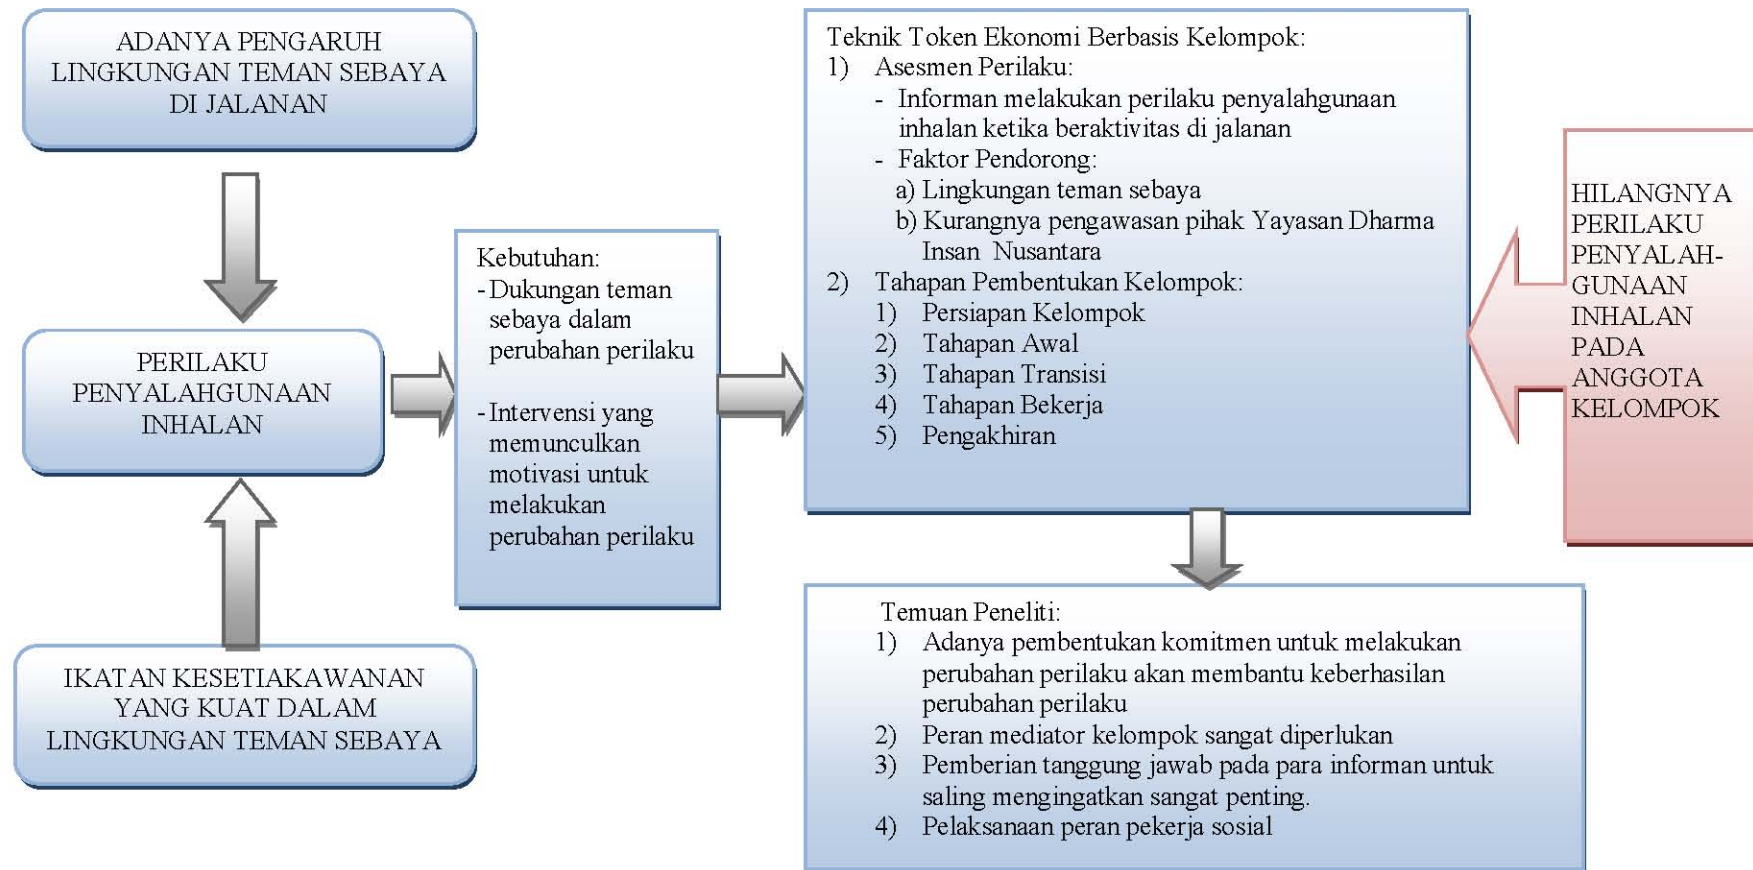 ADANYA PENGARUH
LINGKUNGAN TEMAN SEBAYA
DI JALANAN
PERILAKU
PENYALAHGUNAAN
INHALAN
IKATAN KESETIAKAWANAN
YANG KUAT DALAM
LINGKUNGAN TEMAN SEBAYA
Kebutuhan:
-Dukungan teman
sebaya dalam
perubahan perilaku
-Intervensi yang
memunculkan
motivasi untuk
melakukan
perubahan perilaku
Teknik Token Ekonomi Berbasis Kelompok:
1) Asesmen Perilaku:
- Informan melakukan perilaku penyalahgunaan
inhalan ketika beraktivitas di jalanan
- Faktor Pendorong:
a) Lingkungan teman sebaya
b) Kurangnya pengawasan pihak Yayasan Dharma
Insan Nusantara
2) Tahapan Pembentukan Kelompok:
1) Persiapan Kelompok
2) Tahapan Awal
3) Tahapan Transisi
4) Tahapan Bekerja
5) Pengakhiran
HILANGNYA
PERILAKU
PENYALAH-
GUNAAN
INHALAN
PADA
ANGGOTA
KELOMPOK
Temuan Peneliti:
1) Adanya pembentukan komitmen untuk melakukan
perubahan perilaku akan membantu keberhasilan
perubahan perilaku
2) Peran mediator kelompok sangat diperlukan
3) Pemberian tanggung jawab pada para informan untuk
saling mengingatkan sangat penting.
4) Pelaksanaan peran pekerja sosial